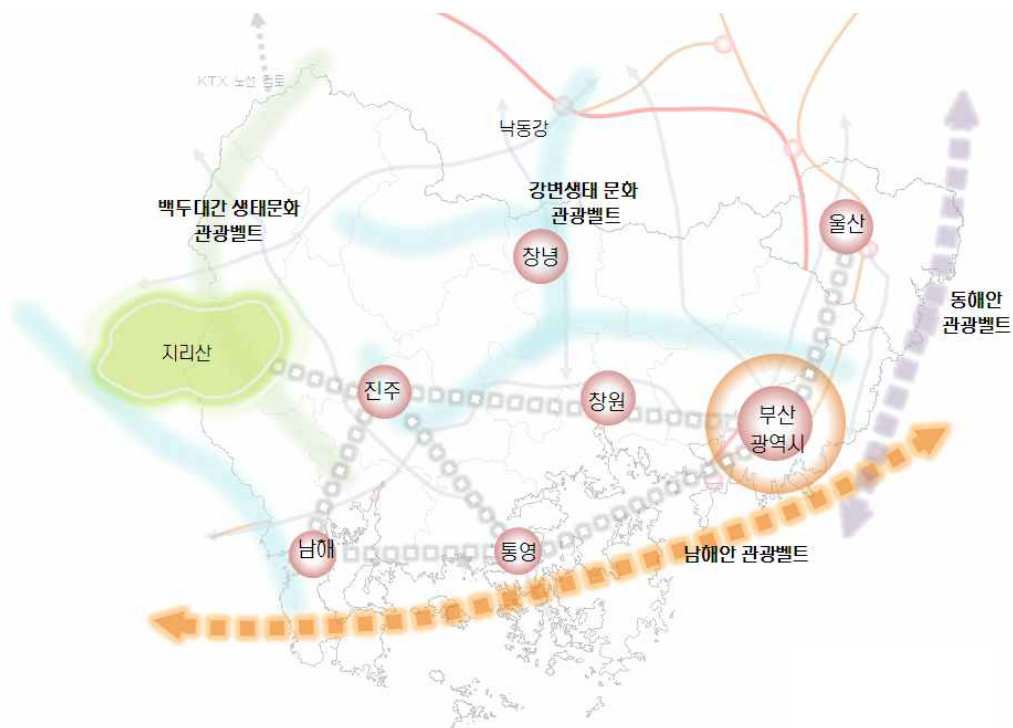 KTX 노선 검토
낙동강
백두대간 생태문화
관광벨트
강변생태 문화
관광벨트
울산
창녕
동해안
관광벨트
지리산
진주
창원
부산
광역시
남해
통영
남해안 관광벨트